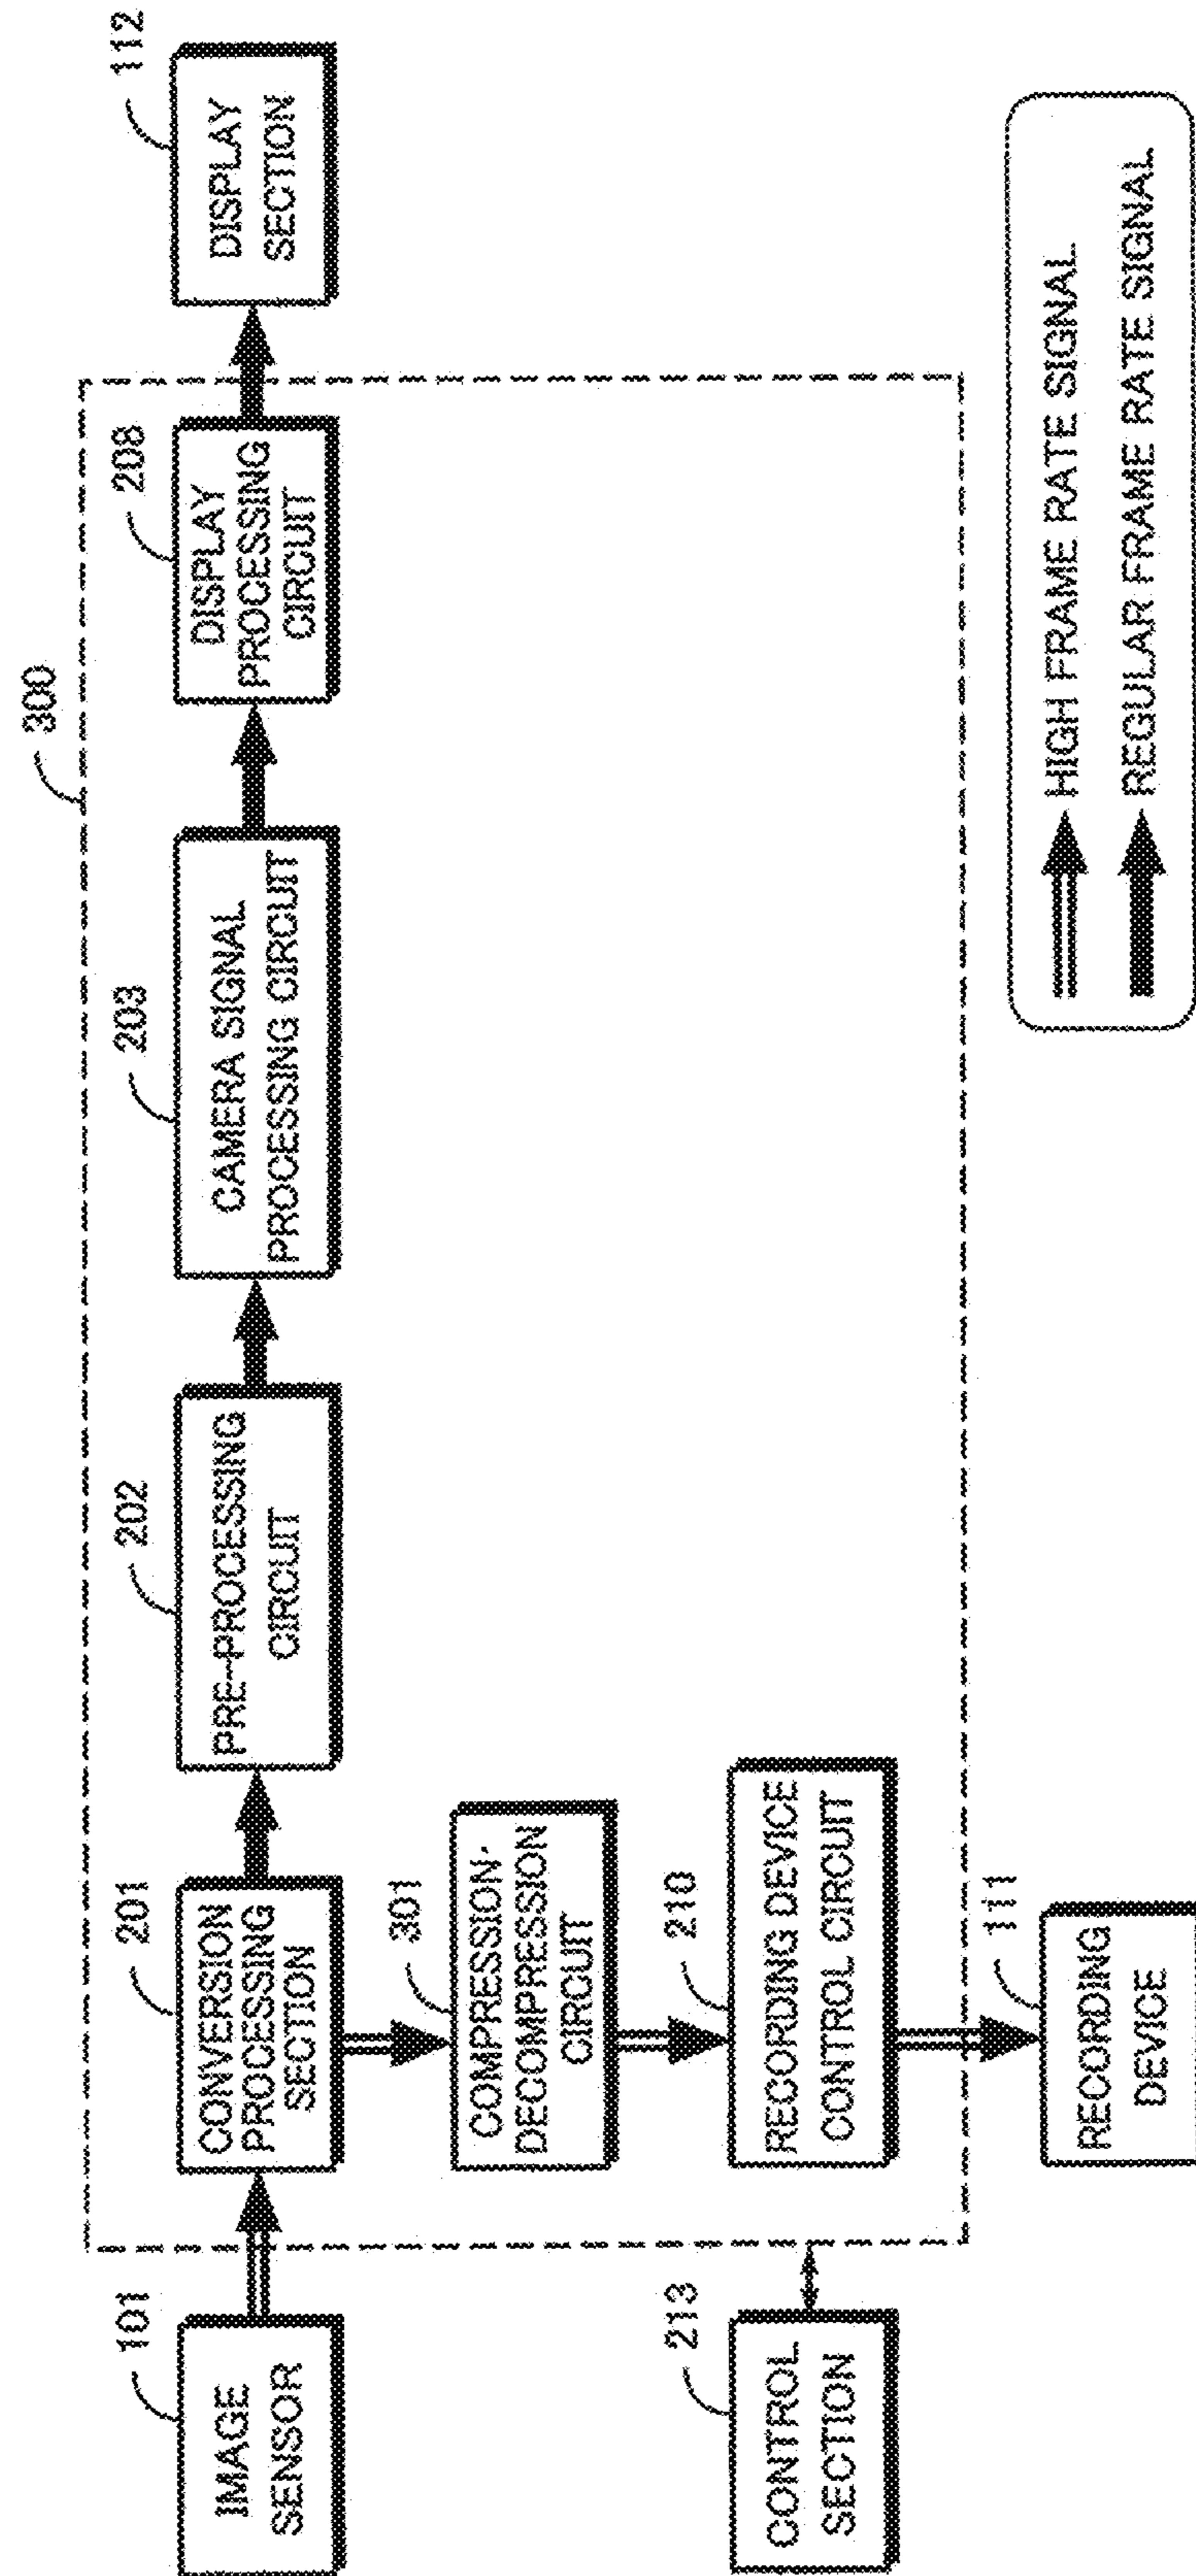 300
101
IMAGE
SENSOR
201
CONVERSION
PROCESSING
SECTION
202
PRE-PROCESSING
CIRCUIT
203
CAMERA SIGNAL
PROCESSING CIRCUIT
208
DISPLAY
PROCESSING
CIRCUIT
112
DISPLAY
SECTION
301
COMPRESSION-
DECOMPRESSION
CIRCUIT
213
CONTROL
SECTION
210
RECORDING DEVICE
CONTROL CIRCUIT
111
RECORDING
DEVICE
HIGH FRAME RATE SIGNAL
REGULAR FRAME RATE SIGNAL